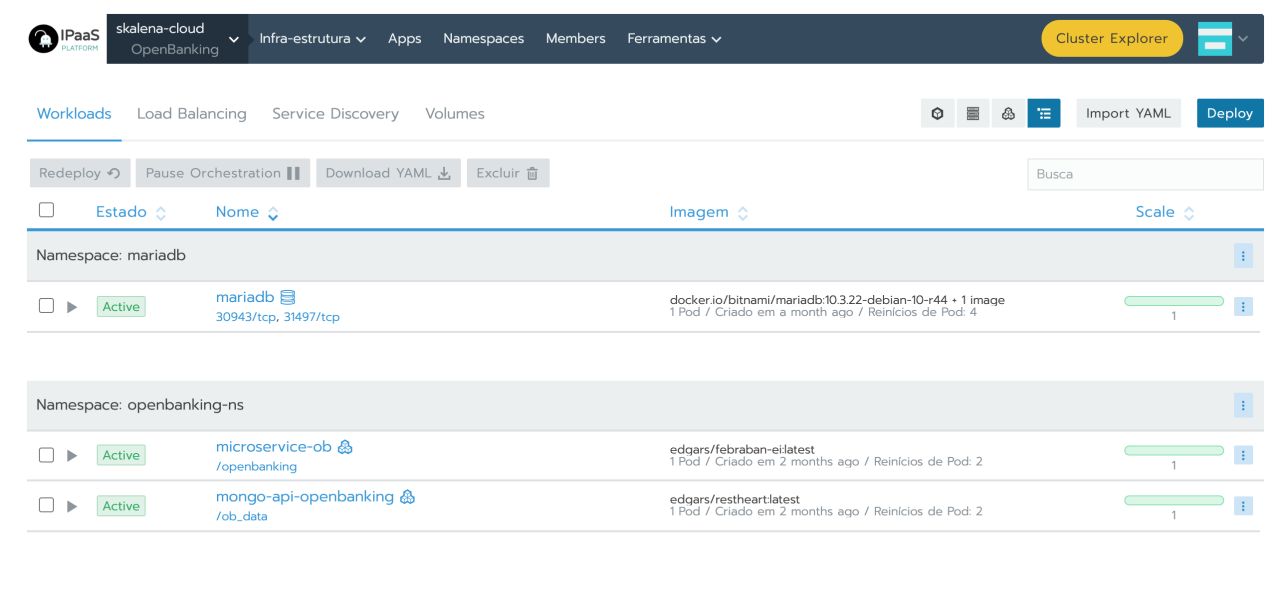 IPaaS
PLATFORM
skalena-cloud
OpenBanking
Infra-estrutura
Apps
Namespaces
Members
Ferramentas
Cluster Explorer
Workloads
Load Balancing
Service Discovery
Volumes
Import YAML
Deploy
Redeploy
Pause Orchestration
Download YAML
Excluir
Busca
Estado
Nome
Imagem
Scale
Namespace: mariadb
Active
mariadb
30943/tcp, 31497/tcp
docker.io/bitnami/mariadb:10.3.22-debian-10-r44 + 1 image
1 Pod / Criado em a month ago / Reinícios de Pod: 4
1
Namespace: openbanking-ns
Active
microservice-ob
/openbanking
edgars/febraban-ei:latest
1 Pod / Criado em 2 months ago / Reinícios de Pod: 2
1
Active
mongo-api-openbanking
/ob_data
edgars/restheart:latest
1 Pod / Criado em 2 months ago / Reinícios de Pod: 2
1